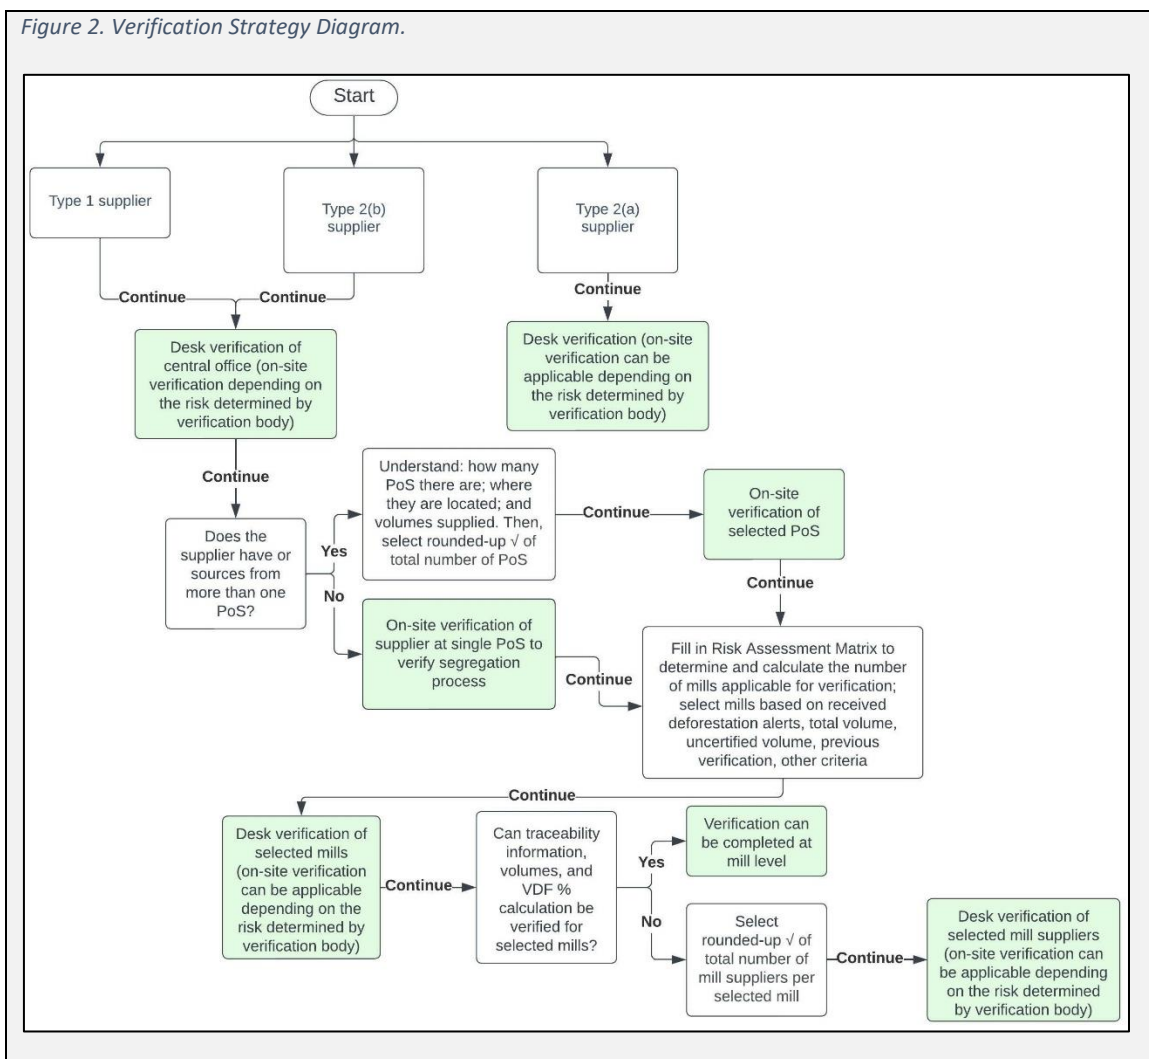 Figure 2. Verification Strategy Diagram.
Start
Type 1 supplier
Type 2(b)
supplier
Type 2(a)
supplier
Continue
Continue
Continue
Desk verification of
central office (on-site
verification depending on
the risk determined by
verification body)
Desk verification (on-site
verification can be
applicable depending on
the risk determined by
verification body)
Continue
Does the
supplier have or
sources from
more than one
PoS?
Yes
No
Understand: how many
PoS there are; where
they are located; and
volumes supplied. Then,
select rounded-up √ of
total number of PoS
Continue
On-site
verification of
selected PoS
Continue
On-site verification of
supplier at single PoS to
verify segregation
process
Continue
Fill in Risk Assessment Matrix to
determine and calculate the number
of mills applicable for verification;
select mills based on received
deforestation alerts, total volume,
uncertified volume, previous
verification, other criteria
Continue
Desk verification of
selected mills
(on-site verification
can be applicable
depending on the
risk determined by
verification body)
Continue
Can traceability
information,
volumes, and
VDF %
calculation be
verified for
selected mills?
Yes
No
Verification can
be completed at
mill level
Select
rounded-up √ of
total number of
mill suppliers per
selected mill
Continue
Desk verification of
selected mill suppliers
(on-site verification can
be applicable depending
on the risk determined
by verification body)